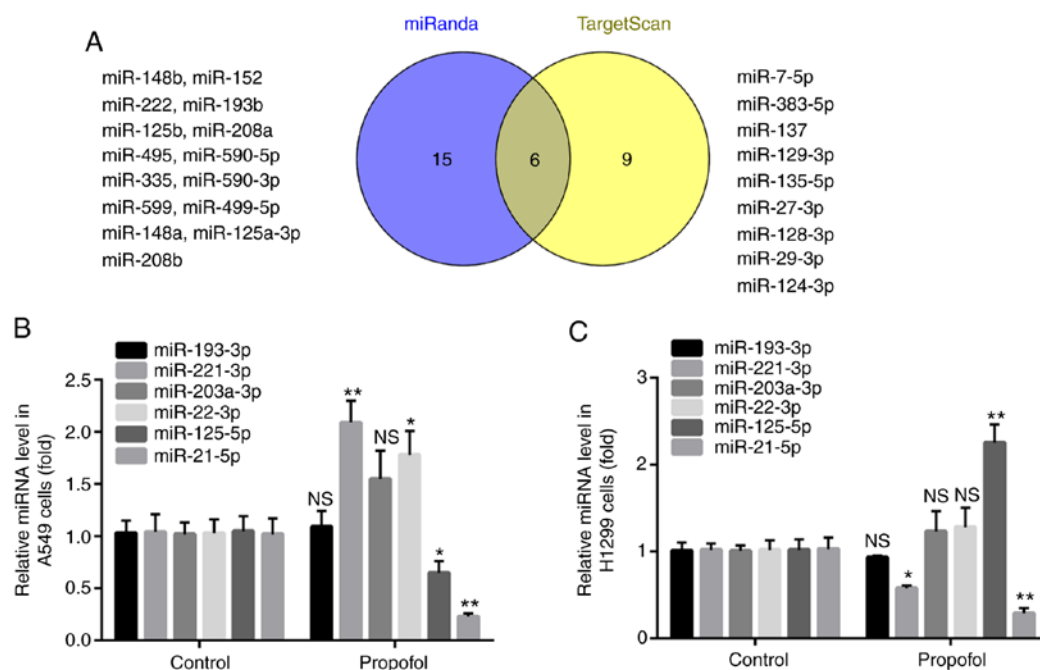 A
miRanda
TargetScan
miR-148b, miR-152
miR-222, miR-193b
miR-125b, miR-208a
miR-495, miR-590-5p
miR-335, miR-590-3p
miR-599, miR-499-5p
miR-148a, miR-125a-3p
miR-208b
15
6
9
miR-7-5p
miR-383-5p
miR-137
miR-129-3p
miR-135-5p
miR-27-3p
miR-128-3p
miR-29-3p
miR-124-3p
B
miR-193-3p
miR-221-3p
miR-203a-3p
miR-22-3p
miR-125-5p
miR-21-5p
Relative miRNA level in
A549 cells (fold)
2.5
2.0
1.5
1.0
0.5
0.0
NS
**
NS
*
*
**
Control
Propofol
C
miR-193-3p
miR-221-3p
miR-203a-3p
miR-22-3p
miR-125-5p
miR-21-5p
Relative miRNA level in
H1299 cells (fold)
3
2
1
0
NS
*
NS
NS
**
**
Control
Propofol